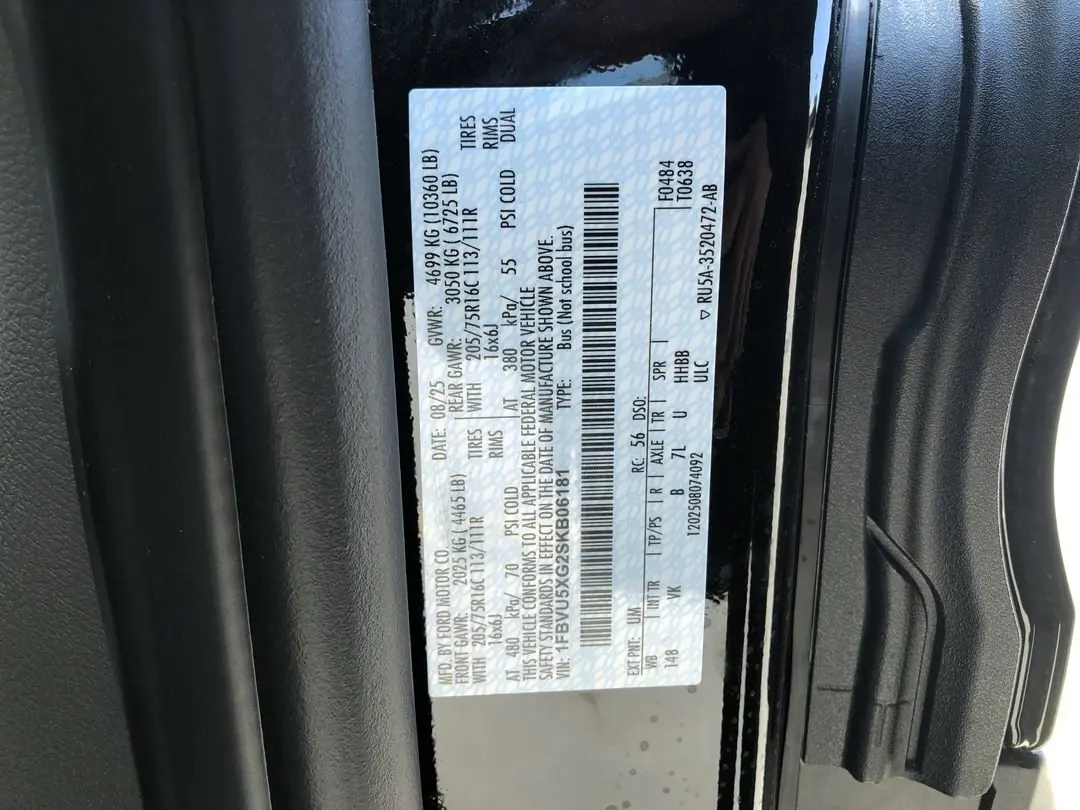 MFD. BY FORD MOTOR CO. DATE: 08/25 GVWR: 4699 KG (10360 LB)
FRONT GAWR: 2025 KG ( 4465 LB) REAR GAWR: 3050 KG ( 6725 LB)
WITH 205/75R16C 113/111R TIRES WITH 205/75R16C 113/111R TIRES
16x6J RIMS 16x6J RIMS
AT 480 kPa/ 70 PSI COLD AT 380 kPa/ 55 PSI COLD DUAL
THIS VEHICLE CONFORMS TO ALL APPLICABLE FEDERAL MOTOR VEHICLE
SAFETY STANDARDS IN EFFECT ON THE DATE OF MANUFACTURE SHOWN ABOVE.
VIN: 1FBVU5XG2SKB06181 TYPE: Bus (Not school bus)
EXT PNT: UM RC: 56 DSO: F0484
WB INT TR TP/PS R AXLE TR SPR T0638
148 VK B 7L U HHBB
1202508074092 ULC ▽ RU5A-3520472-AB